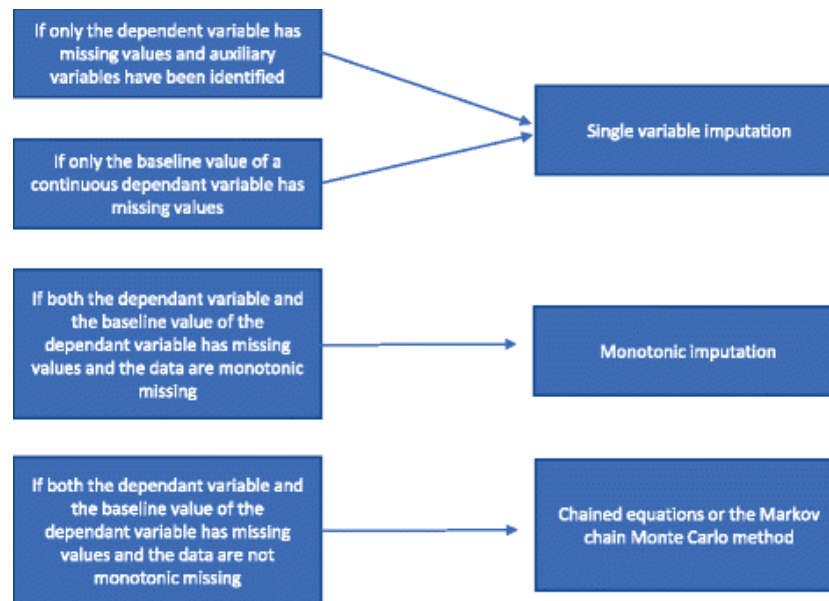 If only the dependent variable has
missing values and auxiliary
variables have been identified
Single variable imputation
If only the baseline value of a
continuous dependant variable has
missing values
If both the dependant variable and
the baseline value of the
dependant variable has missing
values and the data are monotonic
missing
Monotonic imputation
If both the dependant variable and
the baseline value of the
dependant variable has missing
values and the data are not
monotonic missing
Chained equations or the Markov
chain Monte Carlo method